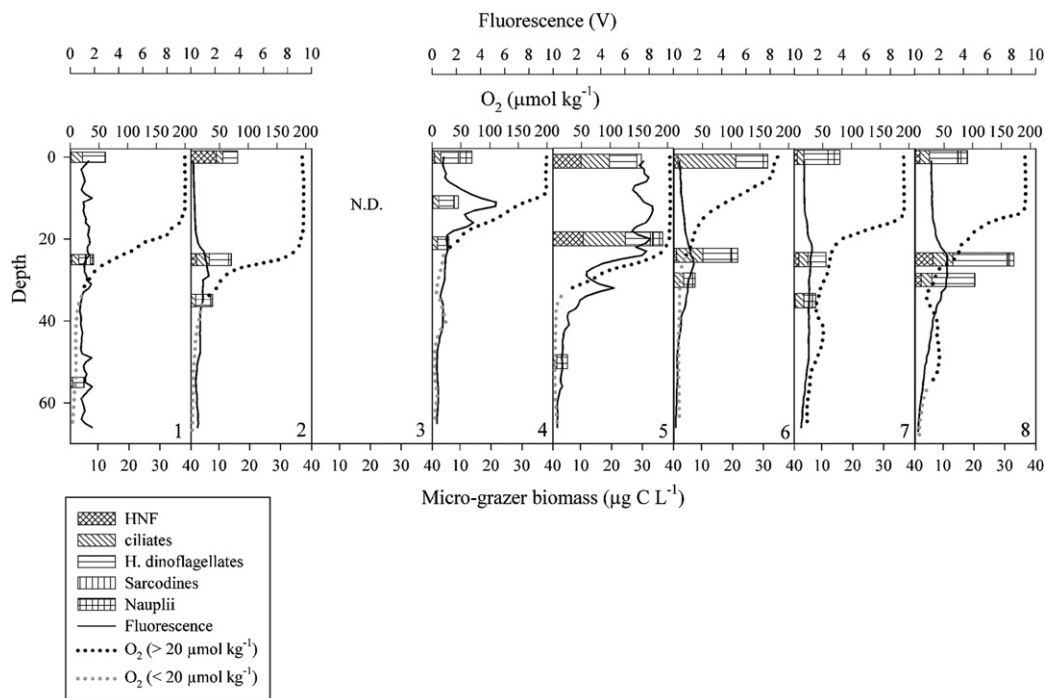 Fluorescence (V)
0 2 4 6 8 10 2 4 6 8 10 0 2 4 6 8 10 2 4 6 8 10 2 4 6 8 10 2 4 6 8 10 2 4 6 8 10
O₂ (µmol kg⁻¹)
0 50 100 150 200 50 100 150 200 0 50 100 150 200 50 100 150 200 50 100 150 200 50 100 150 200 50 100 150 200
0
N.D.
20
Depth
40
60
1 2 3 4 5 6 7 8
10 20 30 40 10 20 30 40 10 20 30 40 10 20 30 40 10 20 30 40 10 20 30 40 10 20 30 40 10 20 30 40
Micro-grazer biomass (µg C L⁻¹)
HNF
ciliates
H. dinoflagellates
Sarcodines
Nauplii
Fluorescence
O₂ (> 20 µmol kg⁻¹)
O₂ (< 20 µmol kg⁻¹)